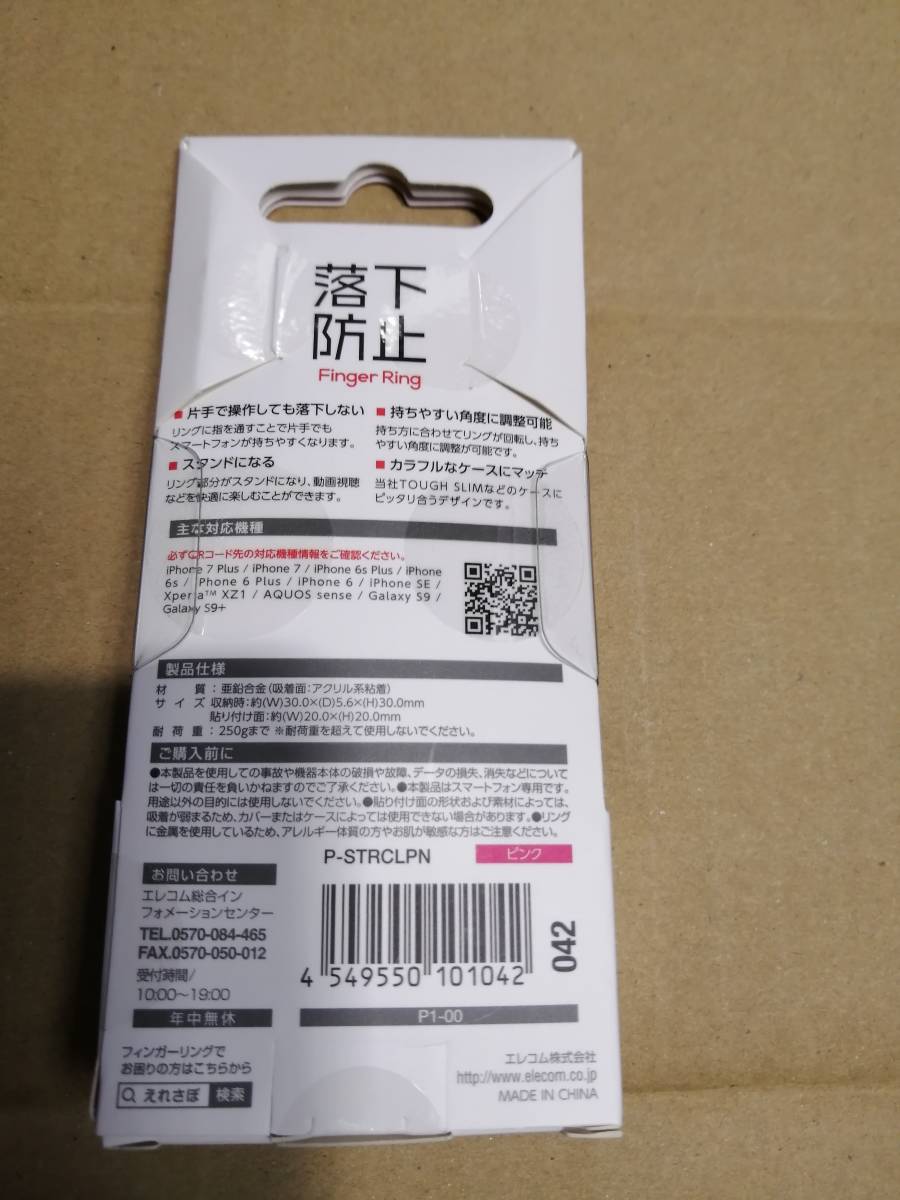 落下
防止
Finger Ring
■片手で操作しても落下しない
リングに指を通すことで片手でも
スマートフォンが持ちやすくなります。
■スタンドになる
リング部分がスタンドになり、動画視聴
などを快適に楽しむことができます。
■持ちやすい角度に調整可能
持ち方に合わせてリングが回転し、持ち
やすい角度に調整が可能です。
■カラフルなケースにマッチ
当社TOUGH SLIMなどのケースに
ピッタリ合うデザインです。
主な対応機種
必ずQRコード先の対応機種情報をご確認ください。
iPhone 7 Plus / iPhone 7 / iPhone 6s Plus / iPhone
6s / iPhone 6 Plus / iPhone 6 / iPhone SE /
Xperia™ XZ1 / AQUOS sense / Galaxy S9 /
Galaxy S9+
製品仕様
材 質：亜鉛合金（吸着面：アクリル系粘着）
サイズ 収納時：約(W)30.0×(D)5.6×(H)30.0mm
貼り付け面：約(W)20.0×(H)20.0mm
耐荷重：250gまで ※耐荷重を超えて使用しないでください。
ご購入前に
●本製品を使用しての事故や機器本体の破損や故障、データの損失、消失などについて
は一切の責任を負いかねますのでご了承ください。●本製品はスマートフォン専用です。
用途以外の目的には使用しないでください。●貼り付け面の形状および素材によっては、
吸着が弱まるため、カバーまたはケースによっては使用できない場合があります。●リング
に金属を使用しているため、アレルギー体質の方やお肌が敏感な方はご注意ください。
P-STRCLPN
ピンク
お問い合わせ
エレコム総合イン
フォメーションセンター
TEL.0570-084-465
FAX.0570-050-012
受付時間/
10:00～19:00
年中無休
4 549550 101042
042
P1-00
フィンガーリングで
お困りの方はこちらから
えれさぽ 検索
エレコム株式会社
http://www.elecom.co.jp
MADE IN CHINA